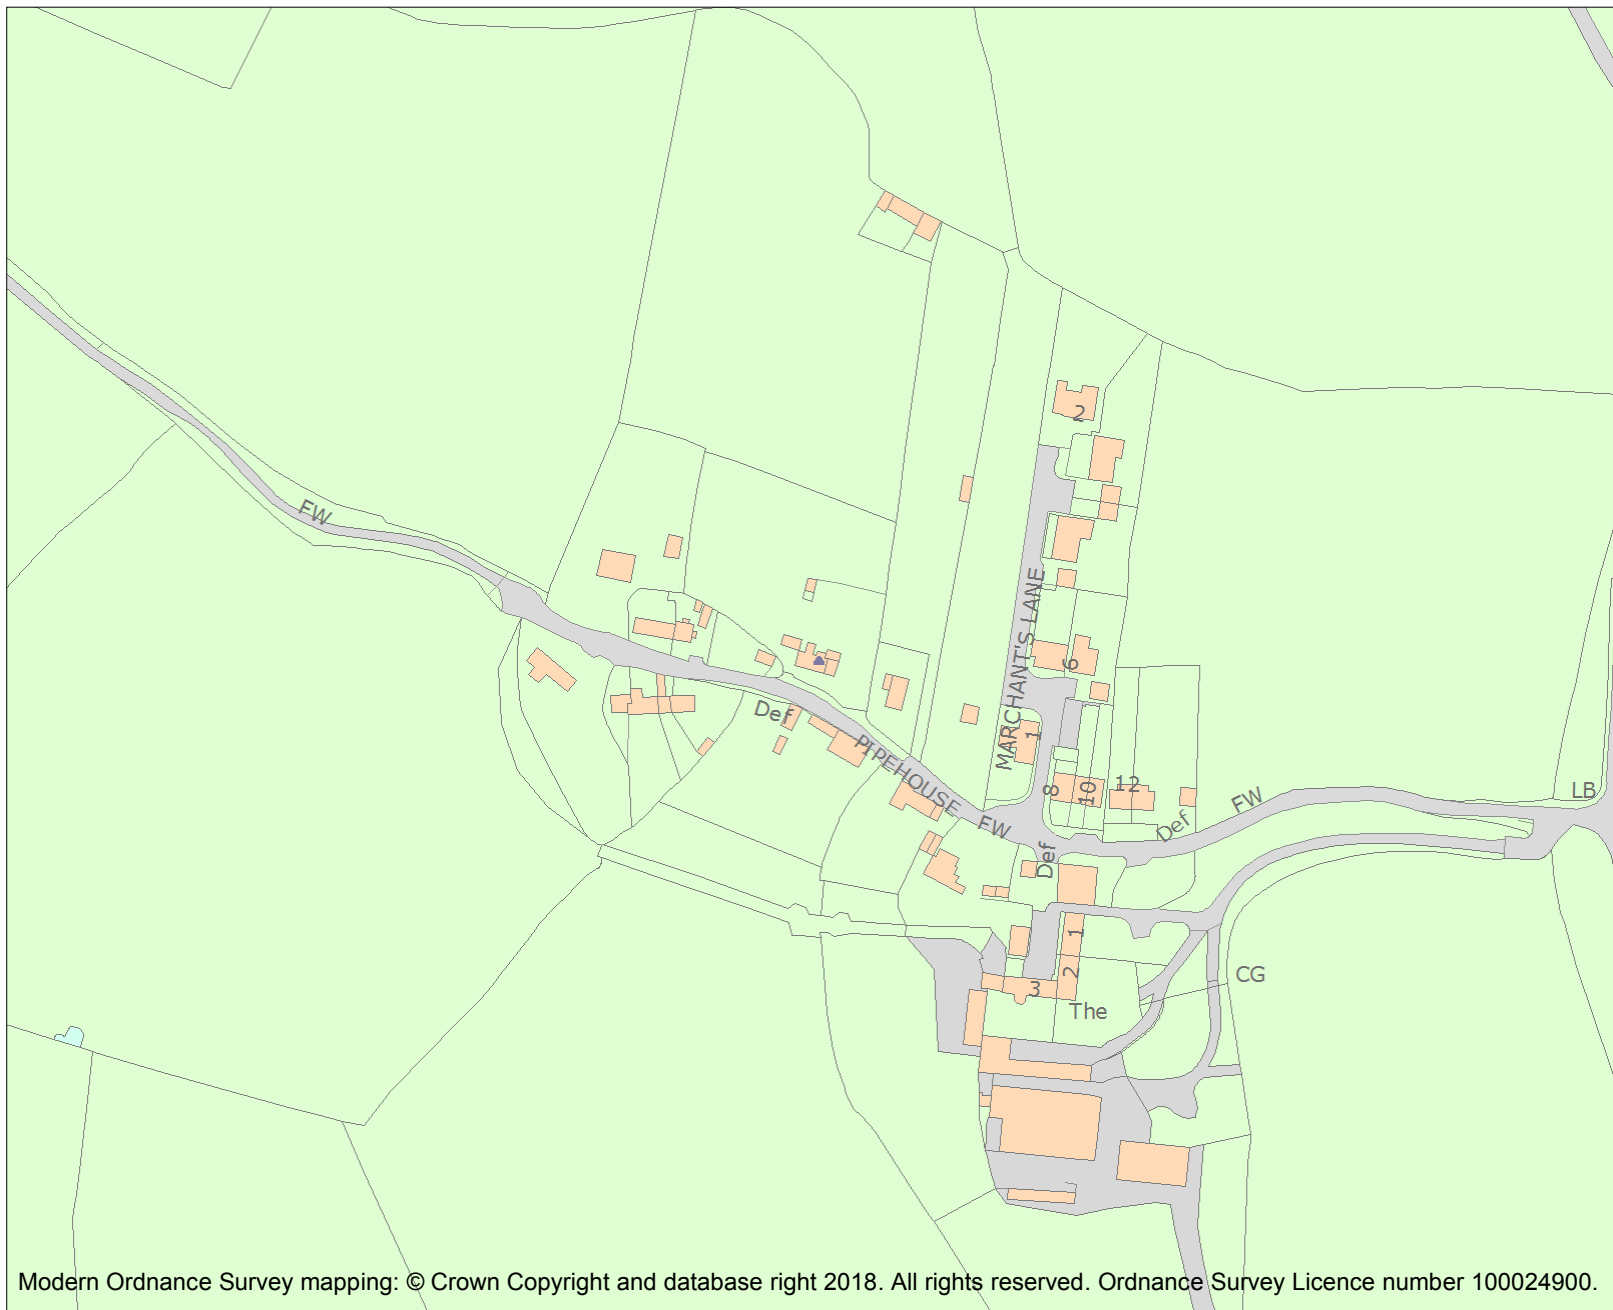 2
FW
MARCHANT'S LANE
6
Def
1
PIPEHOUSE
8
10
12
LB
FW
FW
Def
Def
1
2
CG
3
The
Modern Ordnance Survey mapping: © Crown Copyright and database right 2018. All rights reserved. Ordnance Survey Licence number 100024900.